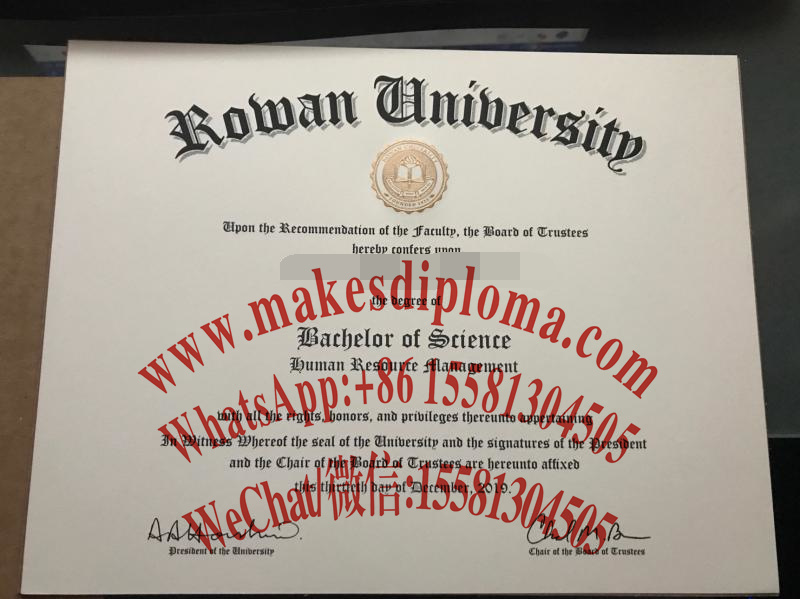 Rowan University
ROWAN UNIVERSITY
FOUNDED 1923
Upon the Recommendation of the Faculty, the Board of Trustees
hereby confers upon
the degree of
www.makesdiploma.com
Bachelor of Science
Human Resource Management
WhatsApp:+86 15581304505
with all the rights, honors, and privileges thereunto appertaining
In Witness Whereof the seal of the University and the signatures of the President
and the Chair of the Board of Trustees are hereunto affixed
this thirtieth day of December, 2019.
WeChat/微信:15581304505
President of the University
Chair of the Board of Trustees